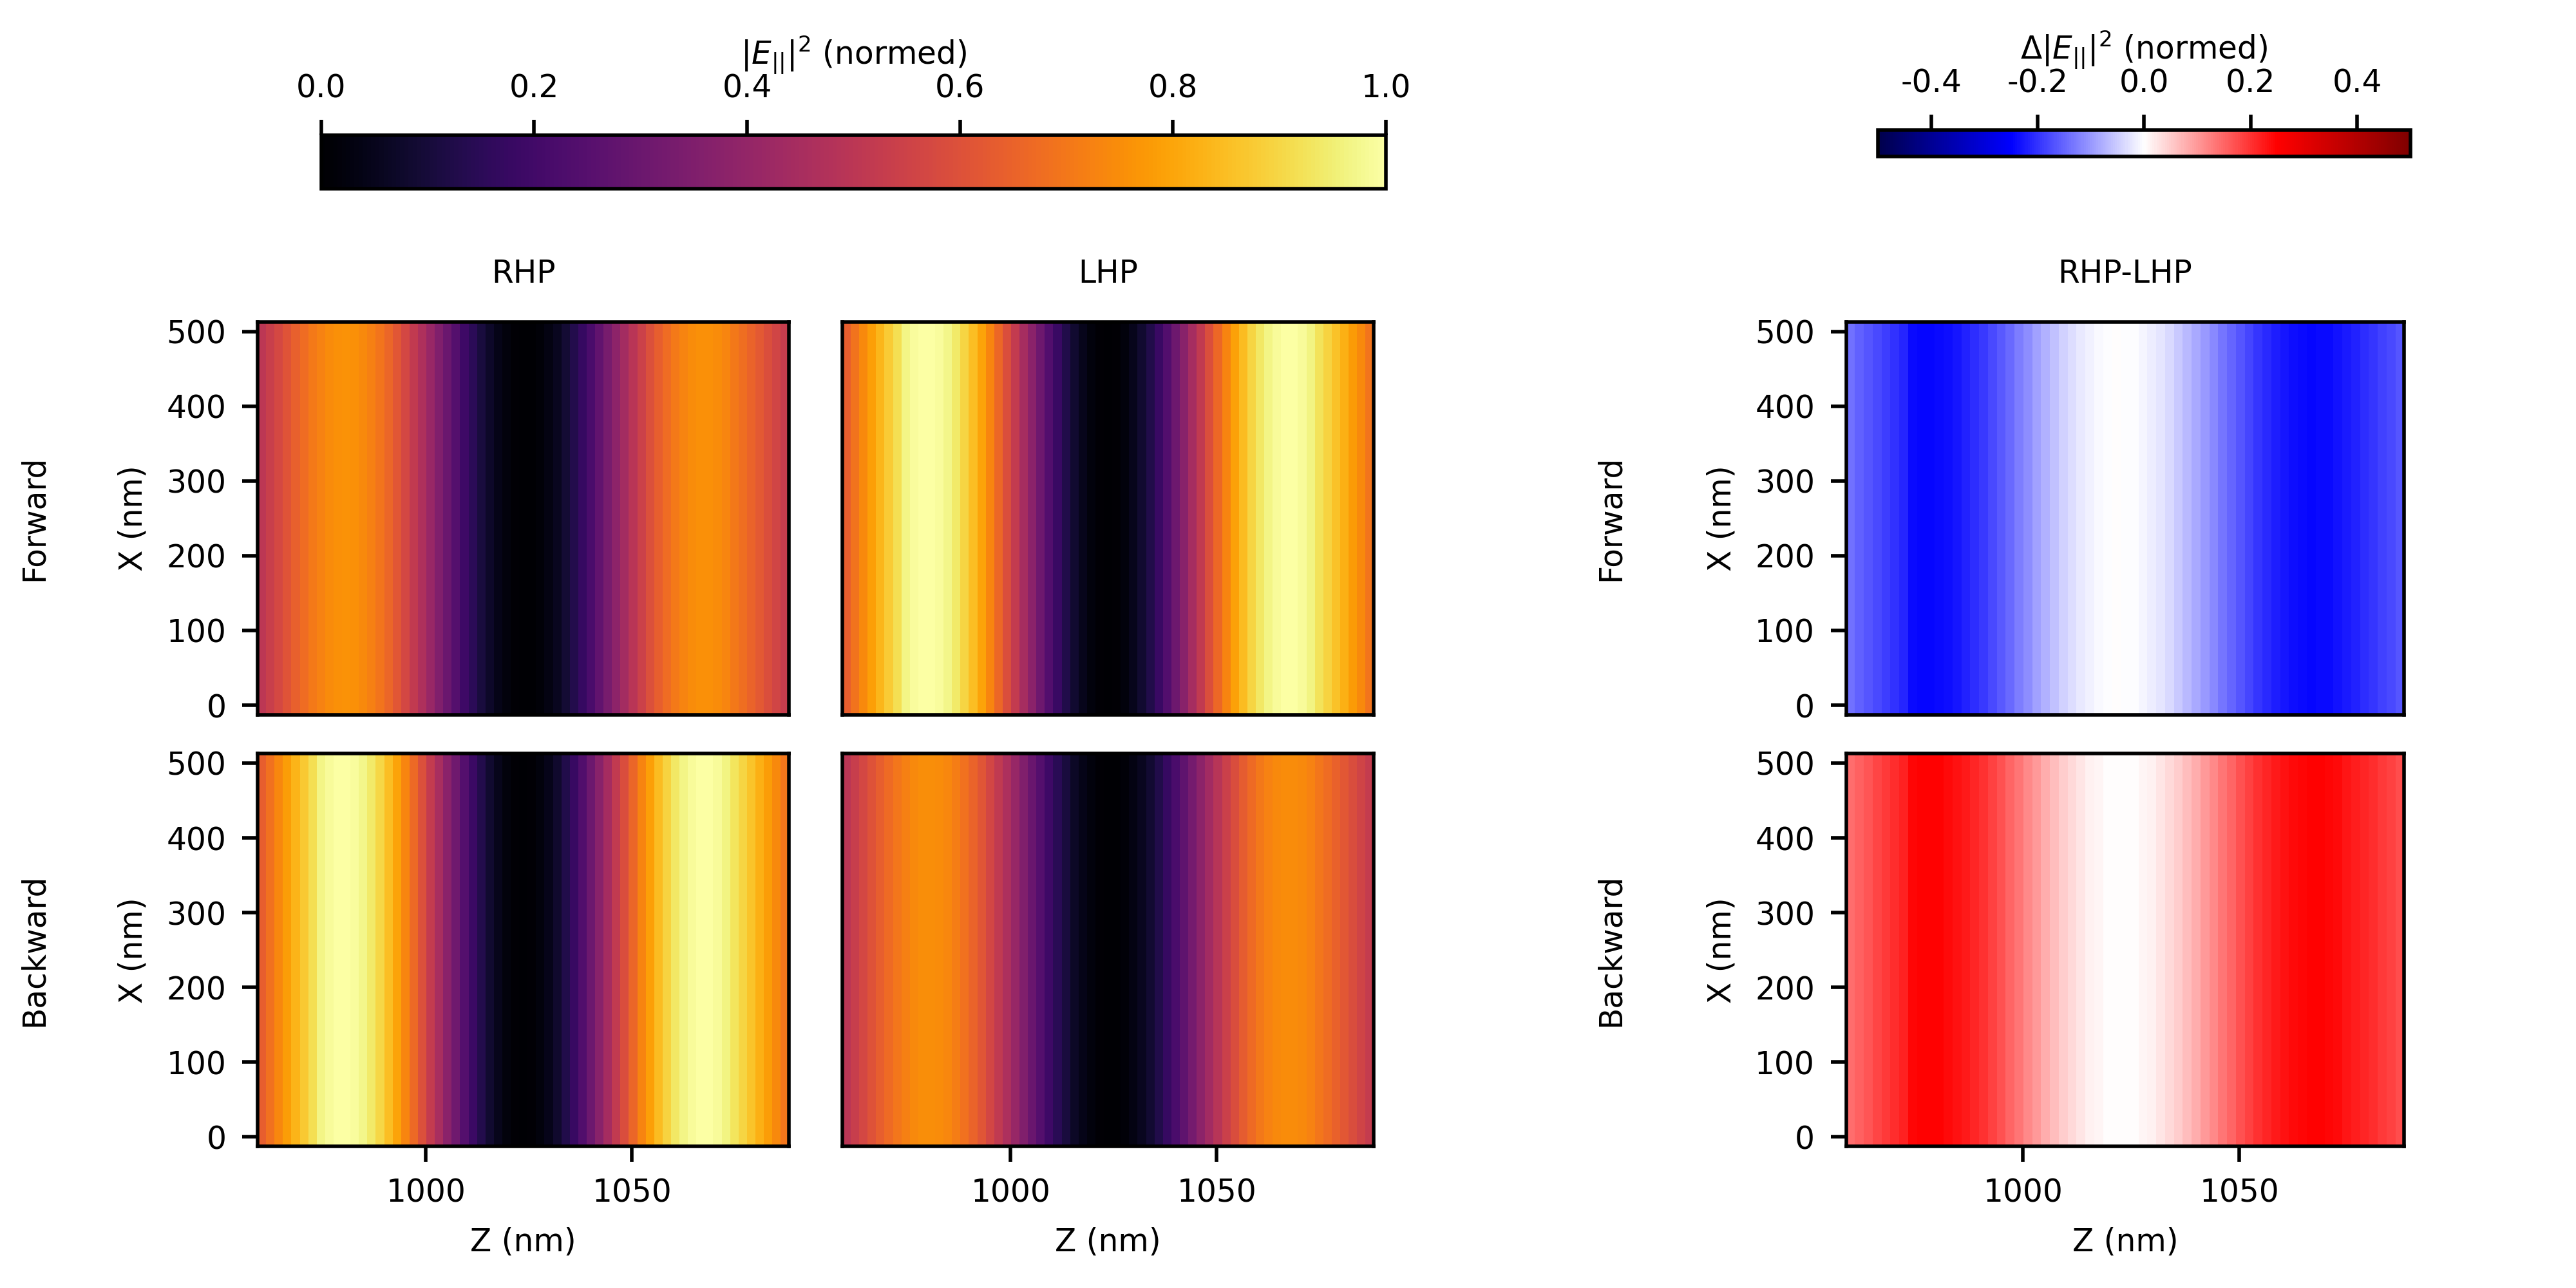 |E|||² (normed)
0.0 0.2 0.4 0.6 0.8 1.0
Δ|E|||² (normed)
-0.4 -0.2 0.0 0.2 0.4
RHP LHP RHP-LHP
Forward
X (nm)
500
400
300
200
100
0
Forward
X (nm)
500
400
300
200
100
0
Backward
X (nm)
500
400
300
200
100
0
Backward
X (nm)
500
400
300
200
100
0
1000 1050 1000 1050 1000 1050
Z (nm) Z (nm) Z (nm)